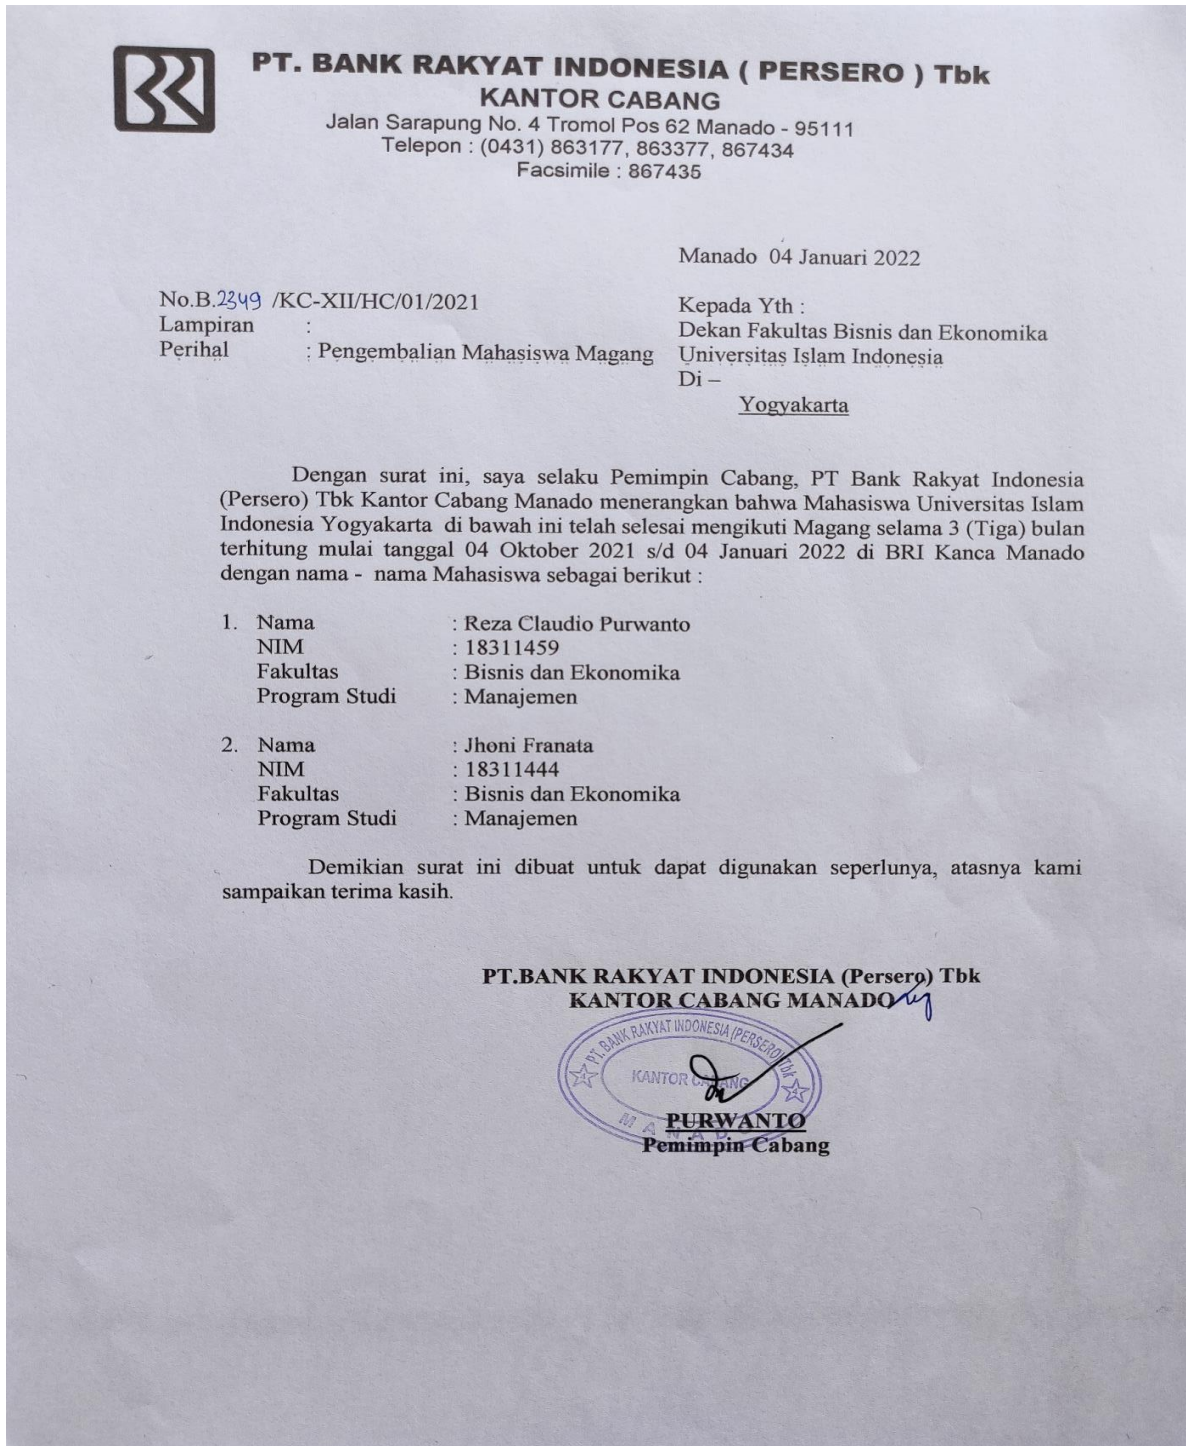 PT. BANK RAKYAT INDONESIA ( PERSERO ) Tbk
KANTOR CABANG
Jalan Sarapung No. 4 Tromol Pos 62 Manado - 95111
Telepon : (0431) 863177, 863377, 867434
Facsimile : 867435
Manado  04 Januari 2022
No.B.2349 /KC-XII/HC/01/2021
Lampiran :
Perihal : Pengembalian Mahasiswa Magang
Kepada Yth :
Dekan Fakultas Bisnis dan Ekonomika
Universitas Islam Indonesia
Di –
Yogyakarta
Dengan surat ini, saya selaku Pemimpin Cabang, PT Bank Rakyat Indonesia
(Persero) Tbk Kantor Cabang Manado menerangkan bahwa Mahasiswa Universitas Islam
Indonesia Yogyakarta  di bawah ini telah selesai mengikuti Magang selama 3 (Tiga) bulan
terhitung mulai tanggal 04 Oktober 2021 s/d 04 Januari 2022 di BRI Kanca Manado
dengan nama -  nama Mahasiswa sebagai berikut :
1. Nama : Reza Claudio Purwanto
NIM : 18311459
Fakultas : Bisnis dan Ekonomika
Program Studi : Manajemen
2. Nama : Jhoni Franata
NIM : 18311444
Fakultas : Bisnis dan Ekonomika
Program Studi : Manajemen
Demikian surat ini dibuat untuk dapat digunakan seperlunya, atasnya kami
sampaikan terima kasih.
PT.BANK RAKYAT INDONESIA (Persero) Tbk
KANTOR CABANG MANADO
PT. BANK RAKYAT INDONESIA (PERSERO) Tbk
KANTOR CABANG
MANADO
PURWANTO
Pemimpin Cabang